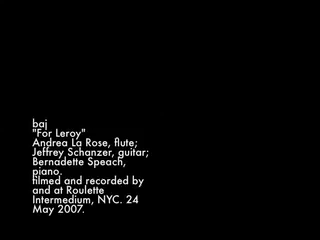 baj
"For Leroy"
Andrea La Rose, flute;
Jeffrey Schanzer, guitar;
Bernadette Speach,
piano.
filmed and recorded by
and at Roulette
Intermedium, NYC. 24
May 2007.